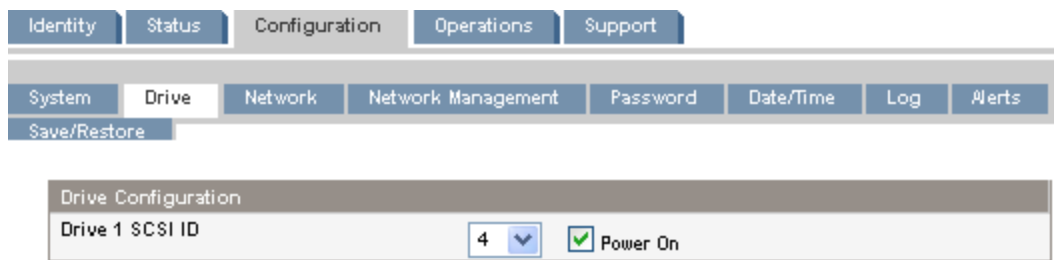 Identity Status Configuration Operations Support
System Drive Network Network Management Password Date/Time Log Alerts
Save/Restore
Drive Configuration
Drive 1 SCSI ID 4 Power On